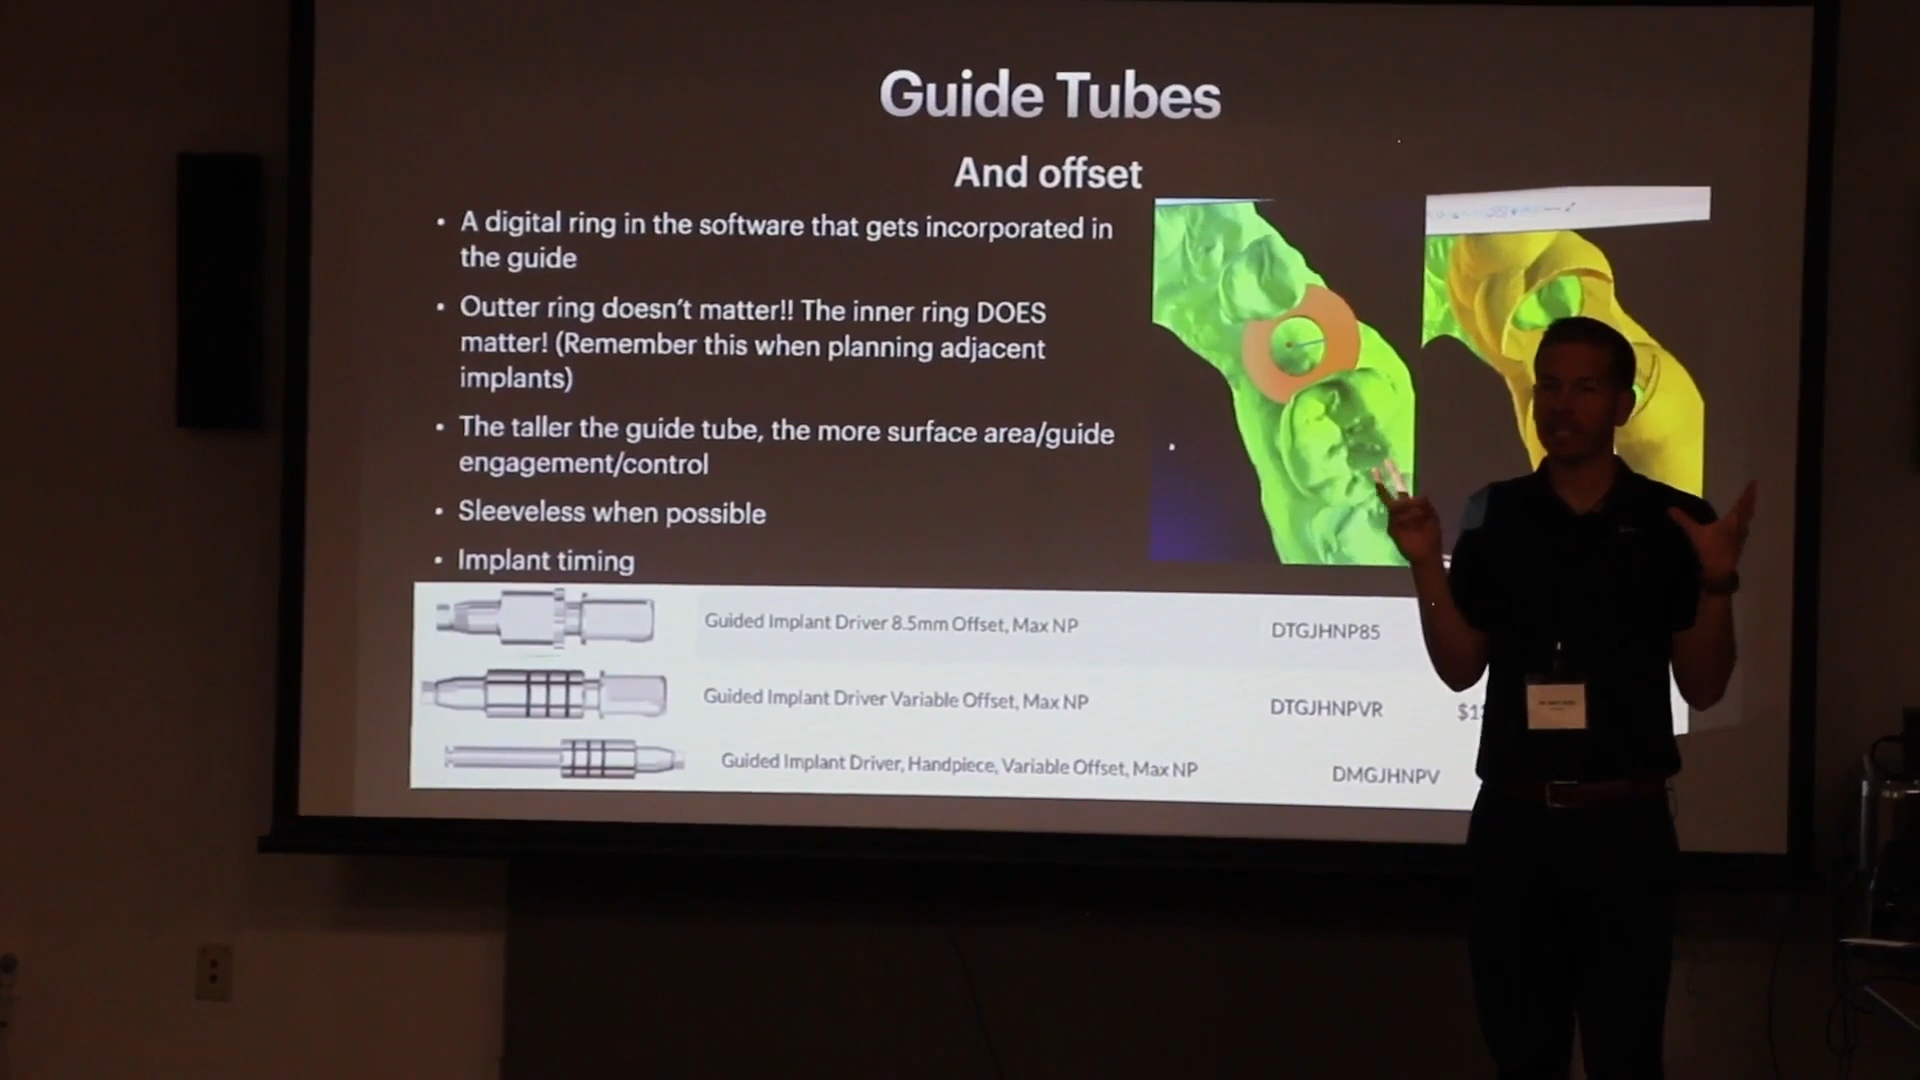 Guide Tubes
And offset
• A digital ring in the software that gets incorporated in
the guide
• Outter ring doesn't matter!! The inner ring DOES
matter! (Remember this when planning adjacent
implants)
• The taller the guide tube, the more surface area/guide
engagement/control
• Sleeveless when possible
• Implant timing
Guided Implant Driver 8.5mm Offset, Max NP DTGJHNP85
Guided Implant Driver Variable Offset, Max NP DTGJHNPVR
Guided Implant Driver, Handpiece, Variable Offset, Max NP DMGJHNPV